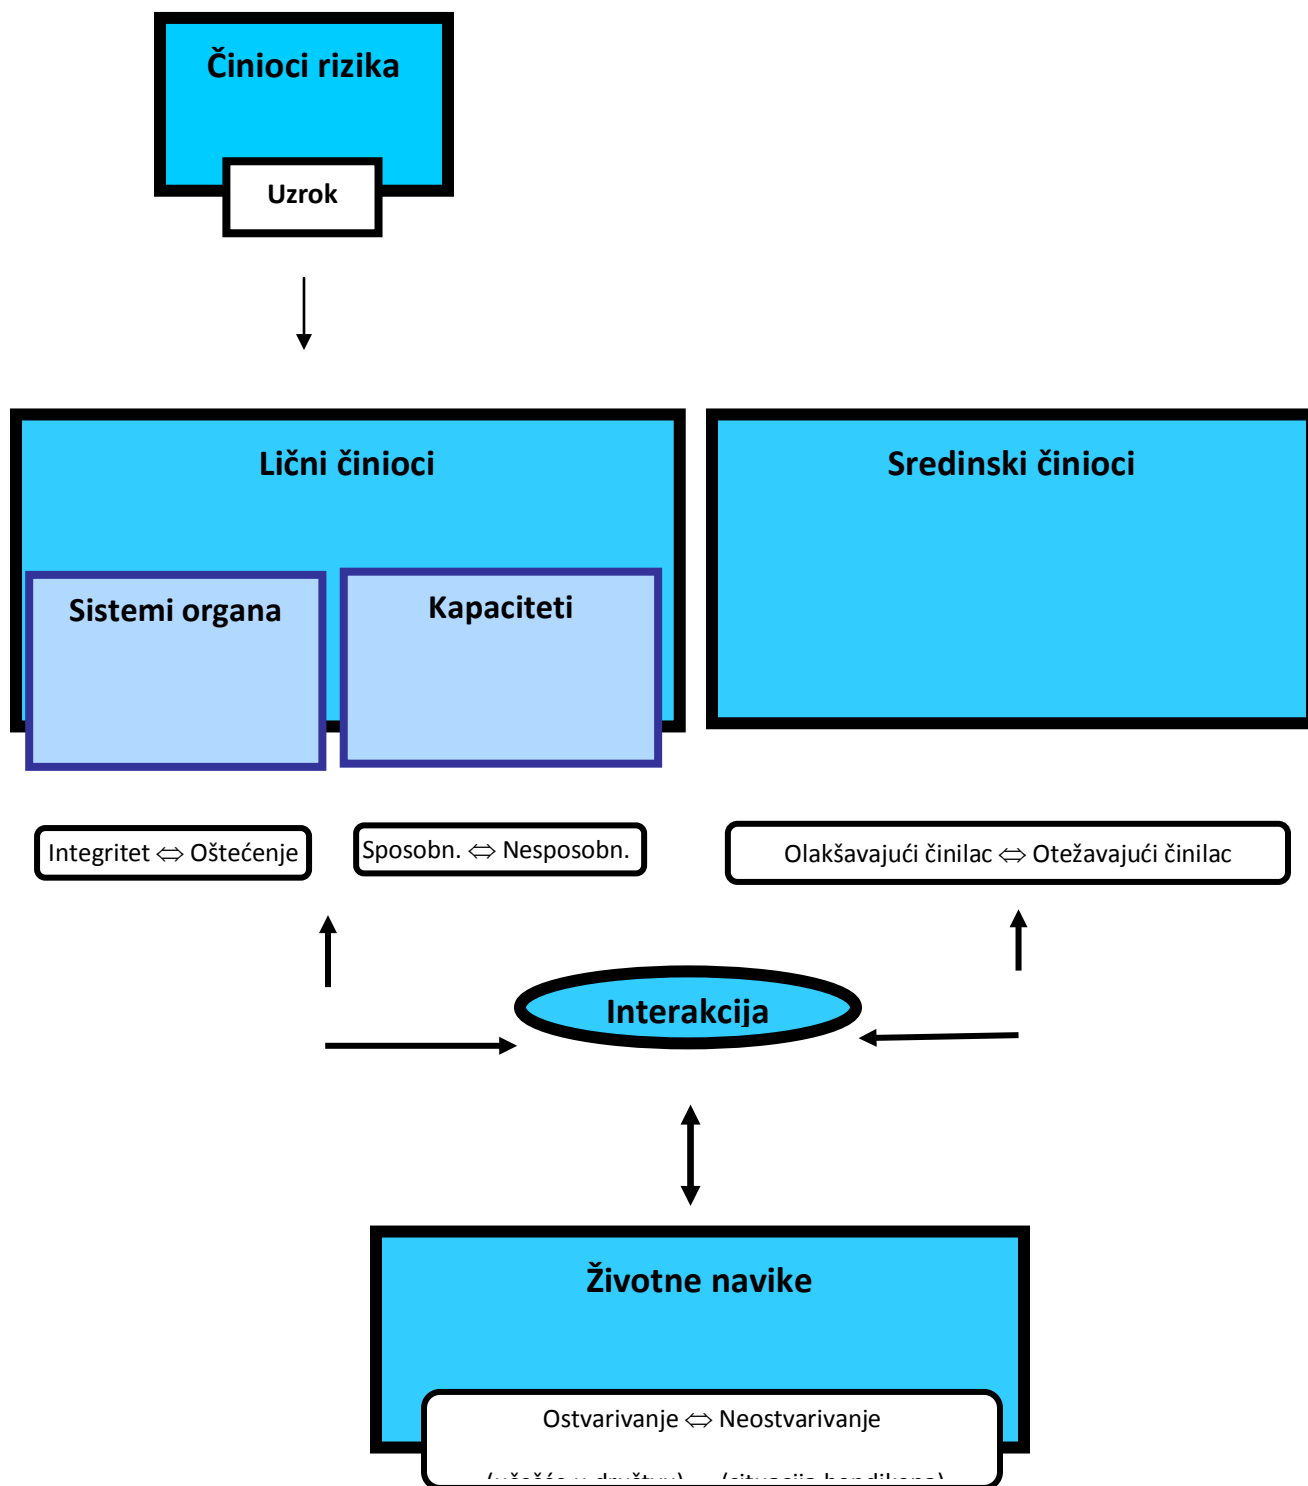 Činioci rizika
Uzrok
Lični činioci
Sredinski činioci
Sistemi organa
Kapaciteti
Integritet ⇔ Oštećenje
Sposobn. ⇔ Nesposobn.
Olakšavajući činilac ⇔ Otežavajući činilac
Interakcija
Životne navike
Ostvarivanje ⇔ Neostvarivanje